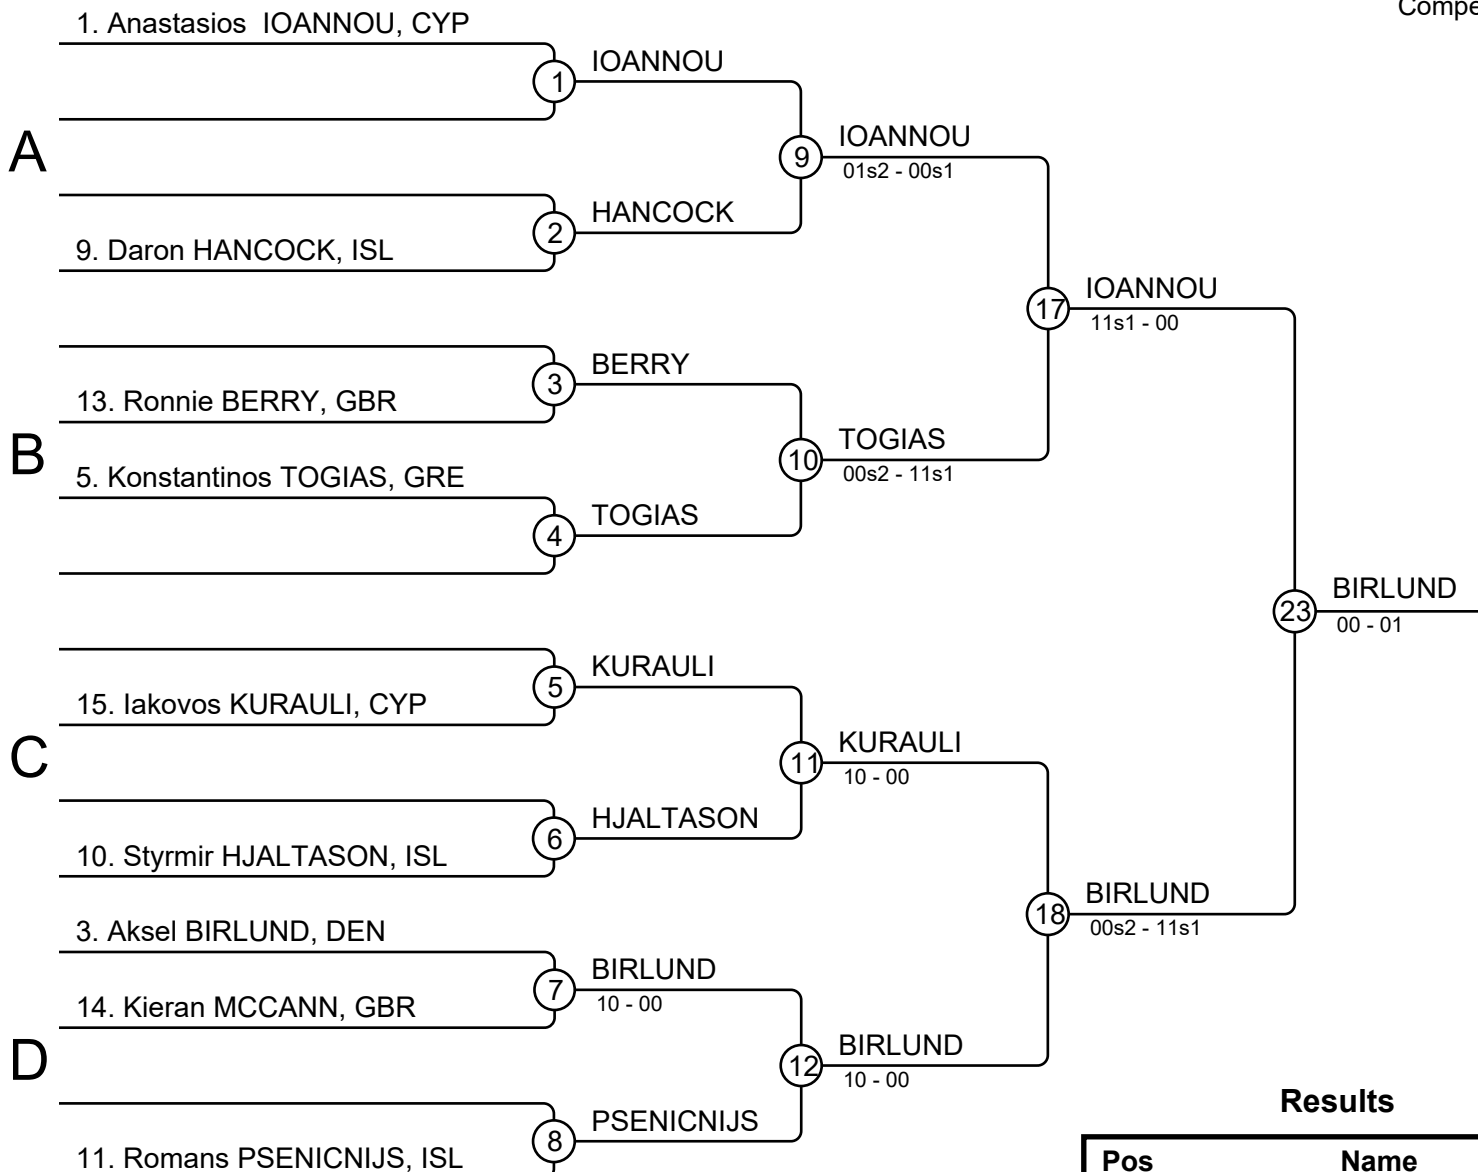 Compe
1. Anastasios  IOANNOU, CYP
1
IOANNOU
A
9
IOANNOU
01s2 - 00s1
2
HANCOCK
9. Daron HANCOCK, ISL
17
IOANNOU
11s1 - 00
3
BERRY
13. Ronnie BERRY, GBR
B
10
TOGIAS
00s2 - 11s1
5. Konstantinos TOGIAS, GRE
4
TOGIAS
23
BIRLUND
00 - 01
5
KURAULI
15. Iakovos KURAULI, CYP
C
11
KURAULI
10 - 00
6
HJALTASON
10. Styrmir HJALTASON, ISL
18
BIRLUND
00s2 - 11s1
3. Aksel BIRLUND, DEN
7
BIRLUND
10 - 00
14. Kieran MCCANN, GBR
D
12
BIRLUND
10 - 00
8
PSENICNIJS
11. Romans PSENICNIJS, ISL
Results
Pos Name